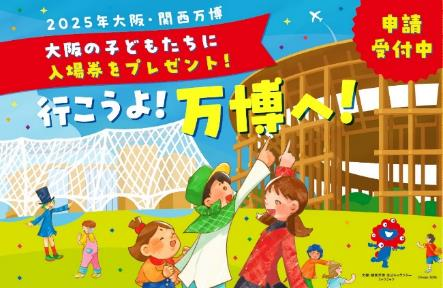 2025年大阪・関西万博
大阪の子どもたちに
入場券をプレゼント!
申請
受付中
行こうよ!万博へ!